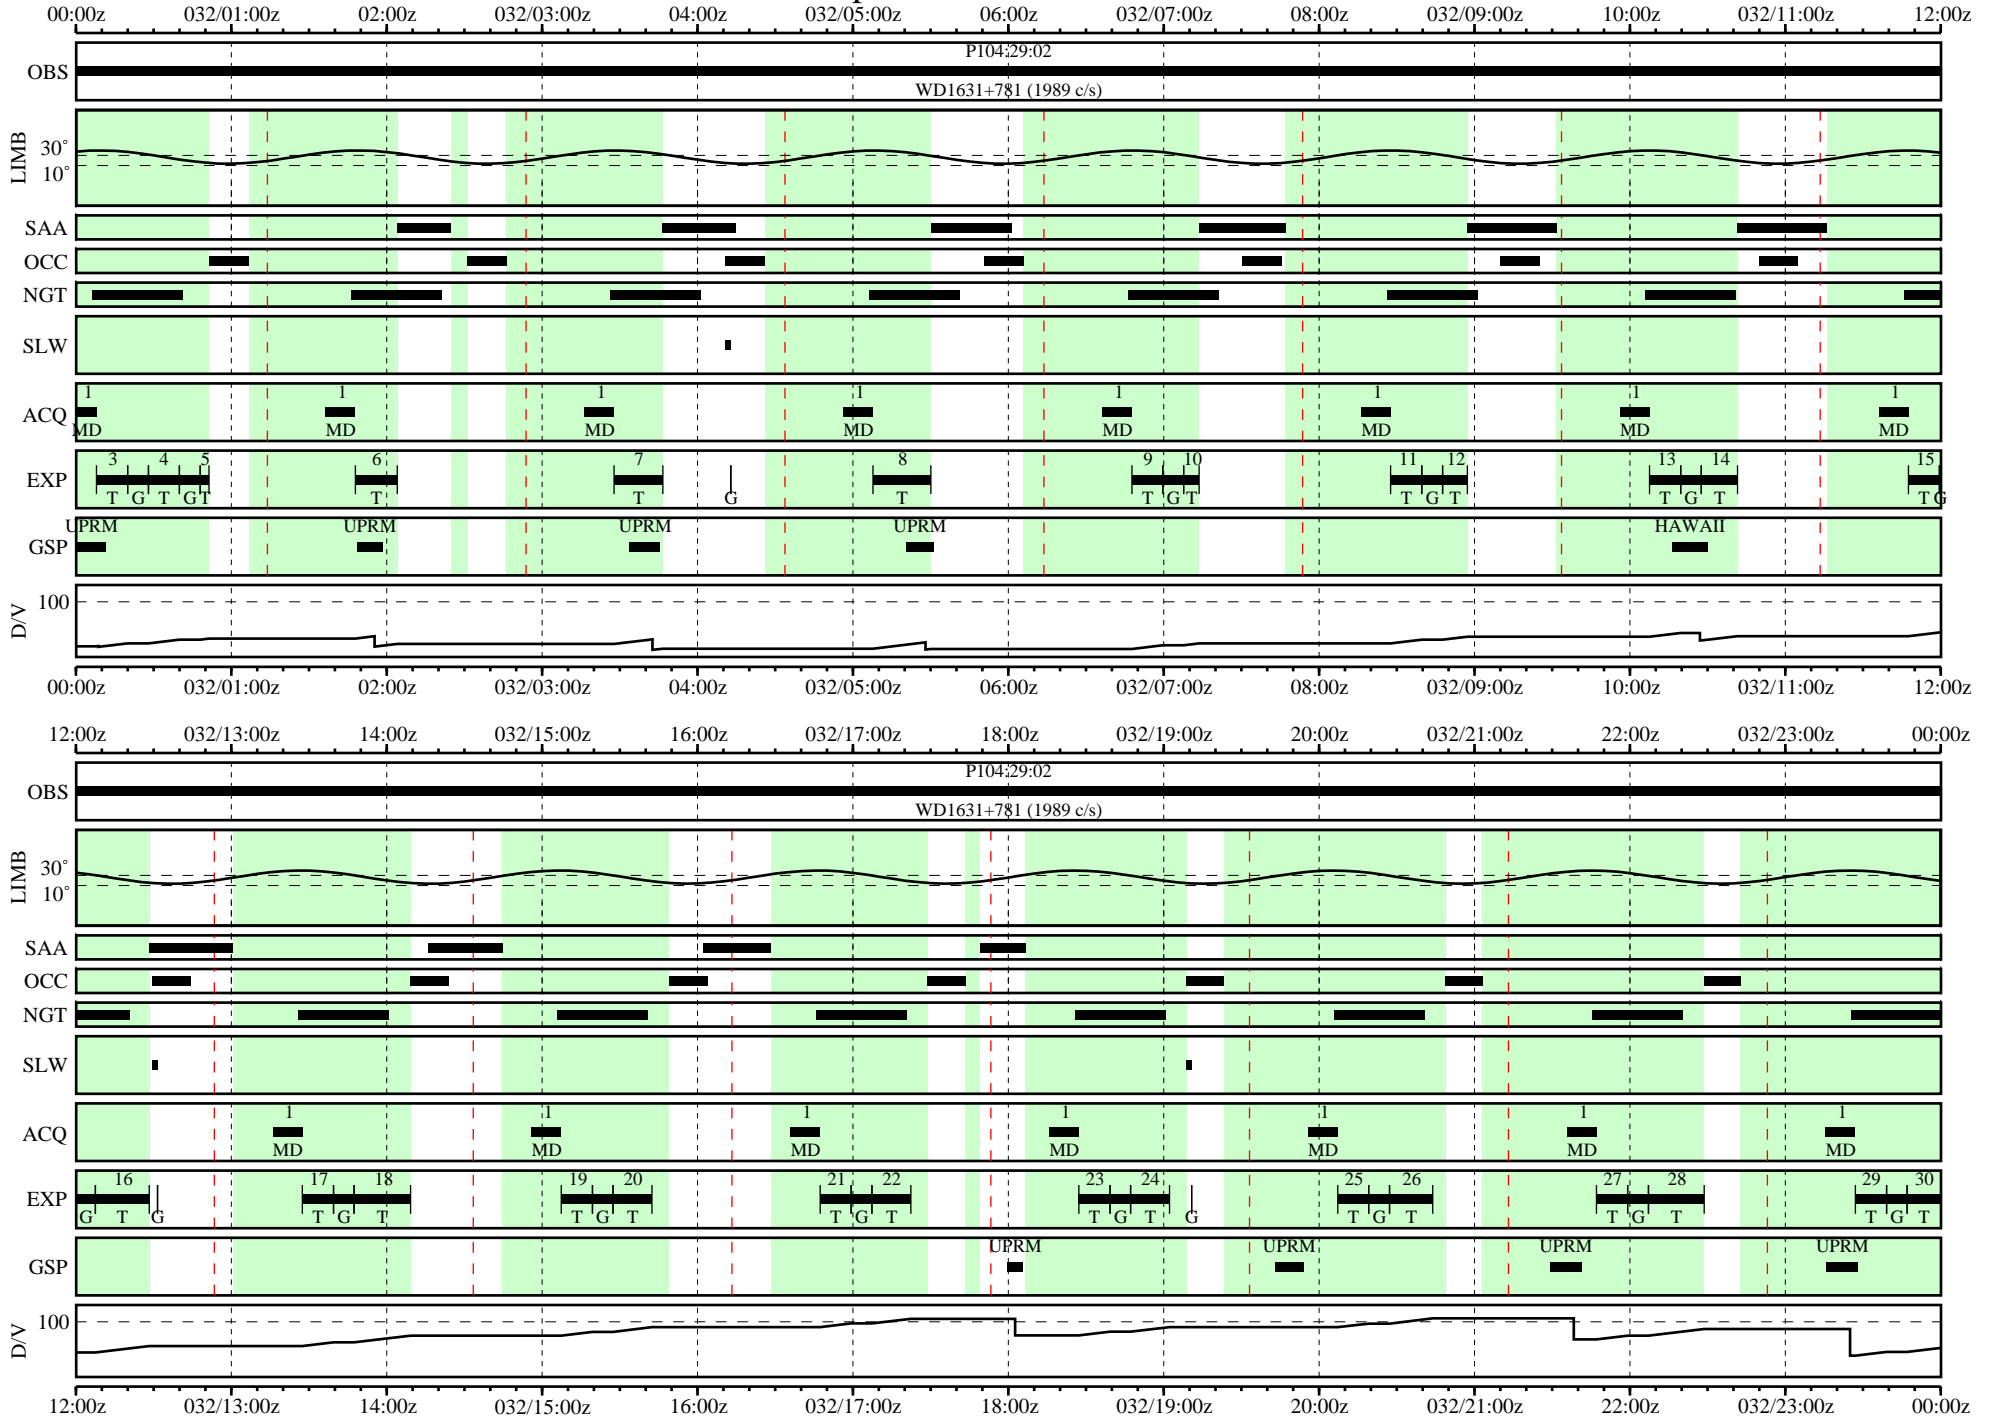 00:00z 032/01:00z 02:00z 032/03:00z 04:00z 032/05:00z 06:00z 032/07:00z 08:00z 032/09:00z 10:00z 032/11:00z 12:00z
P104:29:02
OBS
WD1631+781 (1989 c/s)
LIMB 30° 10°
SAA
OCC
NGT
SLW
1 1 1 1 1 1 1 1
ACQ
MD MD MD MD MD MD MD MD
3 4 5 6 7 8 9 10 11 12 13 14 15
EXP
T G T G T T T G T T G T T G T T G T T G
UPRM UPRM UPRM UPRM HAWAII
GSP
D/V 100
00:00z 032/01:00z 02:00z 032/03:00z 04:00z 032/05:00z 06:00z 032/07:00z 08:00z 032/09:00z 10:00z 032/11:00z 12:00z
12:00z 032/13:00z 14:00z 032/15:00z 16:00z 032/17:00z 18:00z 032/19:00z 20:00z 032/21:00z 22:00z 032/23:00z 00:00z
P104:29:02
OBS
WD1631+781 (1989 c/s)
LIMB 30° 10°
SAA
OCC
NGT
SLW
1 1 1 1 1 1 1
ACQ
MD MD MD MD MD MD MD
16 17 18 19 20 21 22 23 24 25 26 27 28 29 30
EXP
G T G T G T T G T T G T T G T G T G T T G T T G T
UPRM UPRM UPRM UPRM
GSP
D/V 100
12:00z 032/13:00z 14:00z 032/15:00z 16:00z 032/17:00z 18:00z 032/19:00z 20:00z 032/21:00z 22:00z 032/23:00z 00:00z